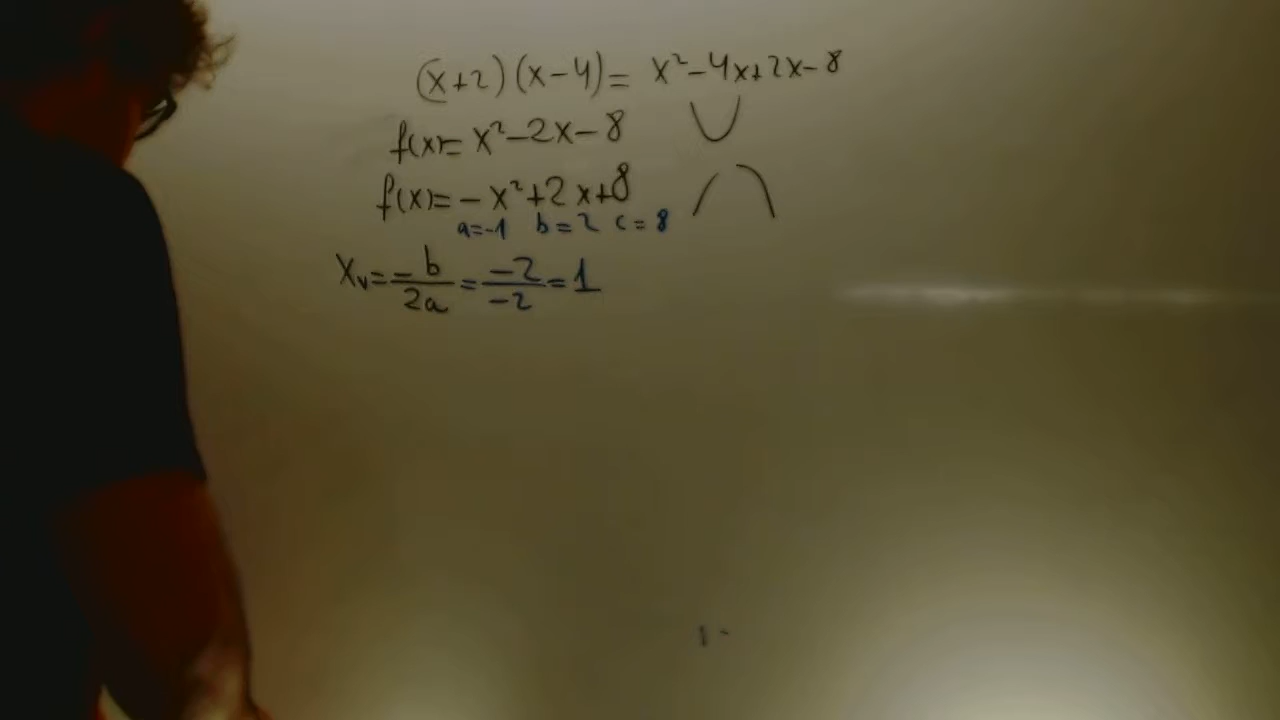 (x+2)(x-4)= x²-4x+2x-8
f(x)= x²-2x-8
f(x)= -x²+2x+8
a=-1 b=2 c=8
Xv= -b/2a = -2/-2 = 1